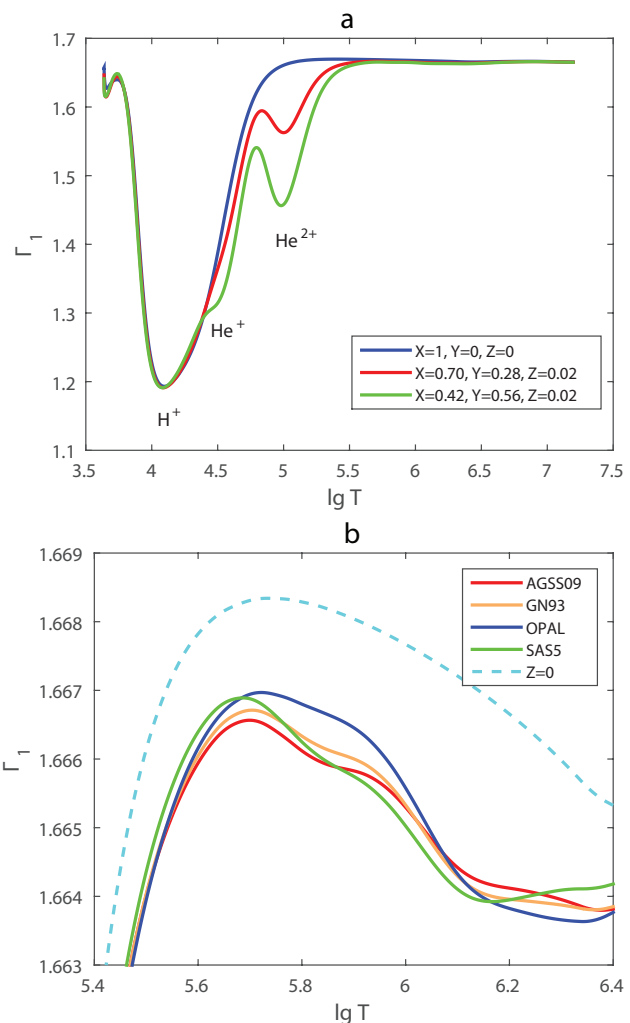 a
1.7
1.6
1.5
1.4
1.3
1.2
1.1
Γ1
He2+
He+
H+
X=1, Y=0, Z=0
X=0.70, Y=0.28, Z=0.02
X=0.42, Y=0.56, Z=0.02
3.5 4 4.5 5 5.5 6 6.5 7 7.5
lg T
b
1.669
1.668
1.667
1.666
1.665
1.664
1.663
Γ1
AGSS09
GN93
OPAL
SAS5
Z=0
5.4 5.6 5.8 6 6.2 6.4
lg T